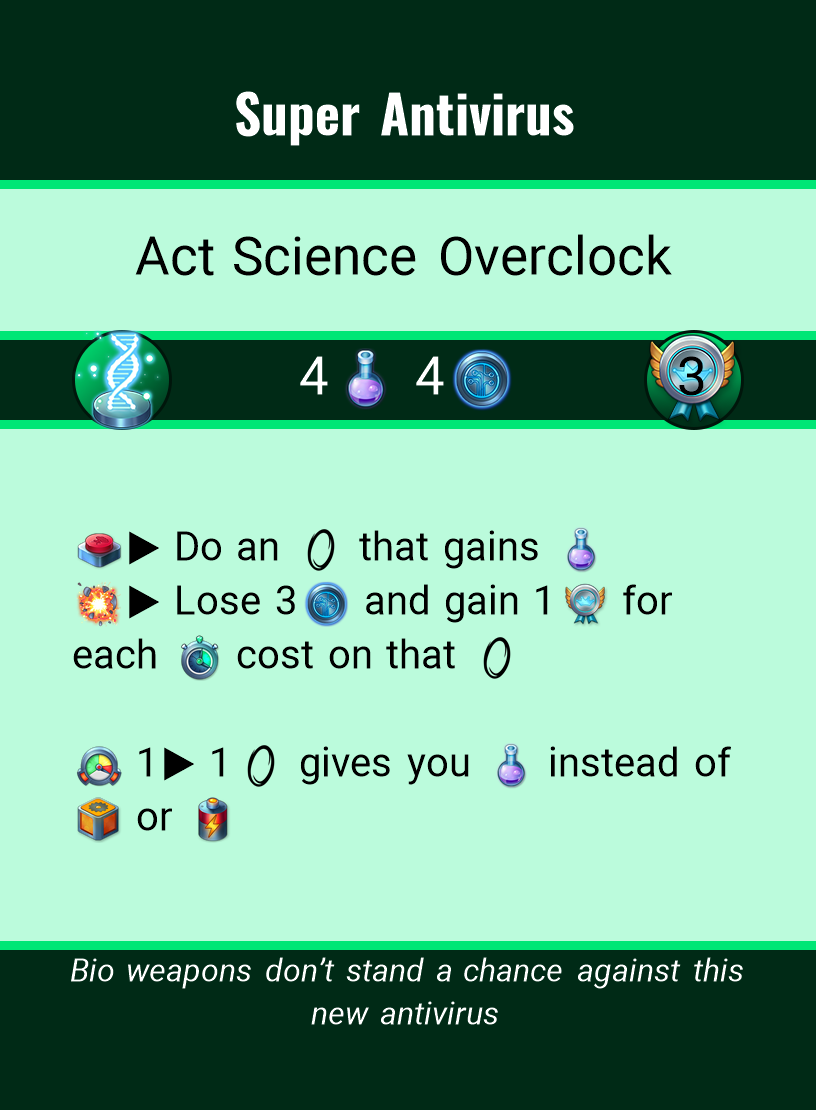 Super Antivirus
Act Science Overclock
4 4 3
Do an that gains
Lose 3 and gain 1 for
each cost on that
1 1 gives you instead of
or
Bio weapons don't stand a chance against this
new antivirus